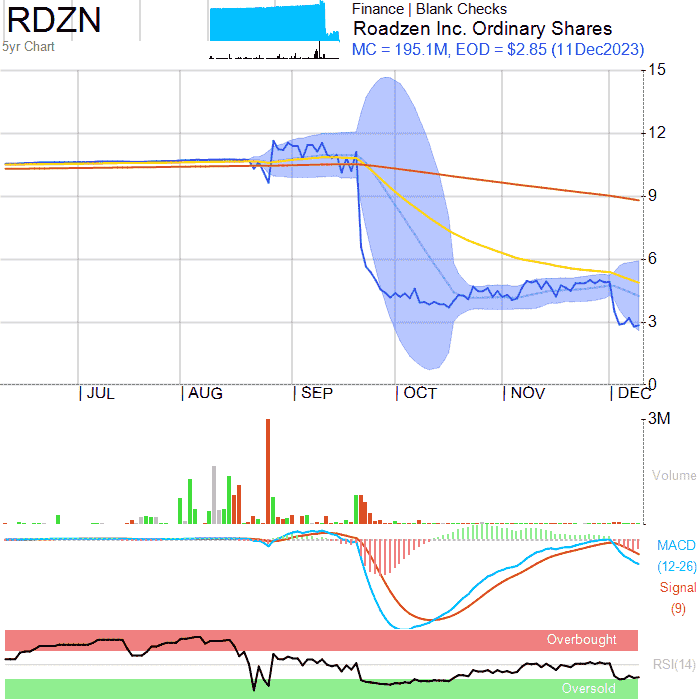 RDZN
5yr Chart
Finance | Blank Checks
Roadzen Inc. Ordinary Shares
MC = 195.1M, EOD = $2.85 (11Dec2023)
15
12
9
6
3
0
| JUL | AUG | SEP | OCT | NOV | DEC
3M
Volume
MACD
(12-26)
Signal
(9)
Overbought
RSI(14)
Oversold